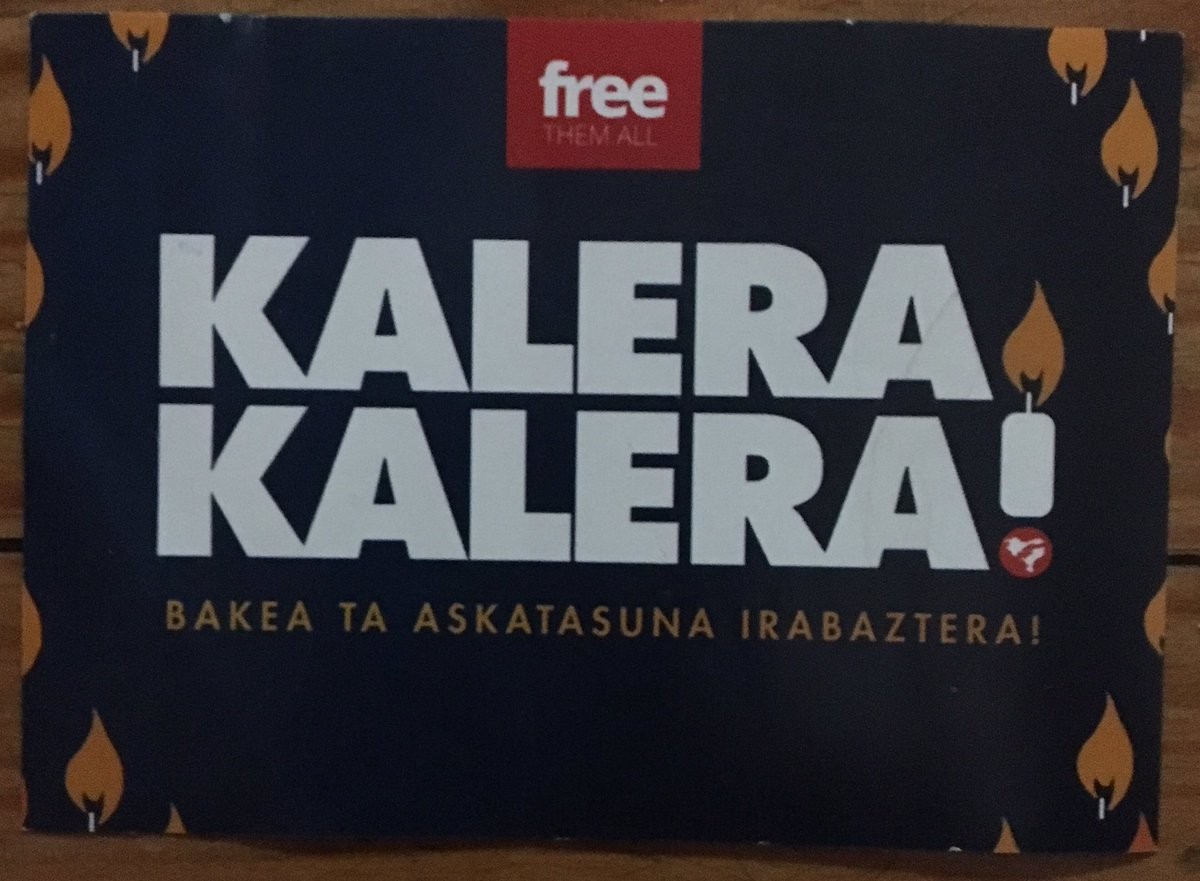 free
THEM ALL
KALERA
KALERA!
BAKEA TA ASKATASUNA IRABAZTERA!